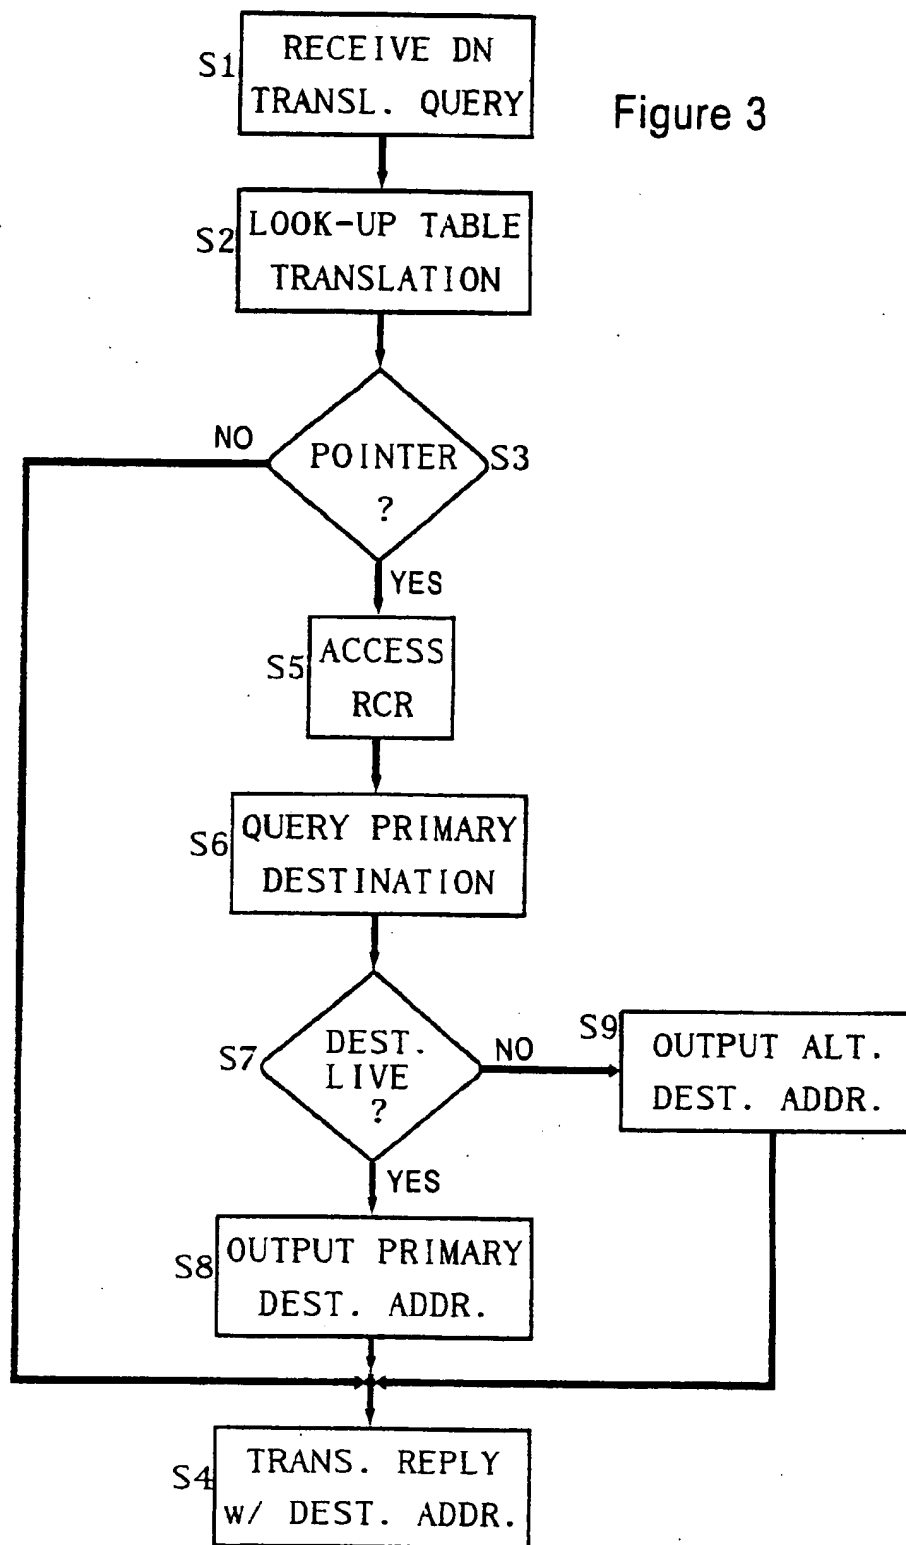 S1
RECEIVE DN
TRANSL. QUERY
Figure 3
S2
LOOK-UP TABLE
TRANSLATION
NO
POINTER
?
S3
YES
S5
ACCESS
RCR
S6
QUERY PRIMARY
DESTINATION
S7
DEST.
LIVE
?
NO
S9
OUTPUT ALT.
DEST. ADDR.
YES
S8
OUTPUT PRIMARY
DEST. ADDR.
S4
TRANS. REPLY
w/ DEST. ADDR.